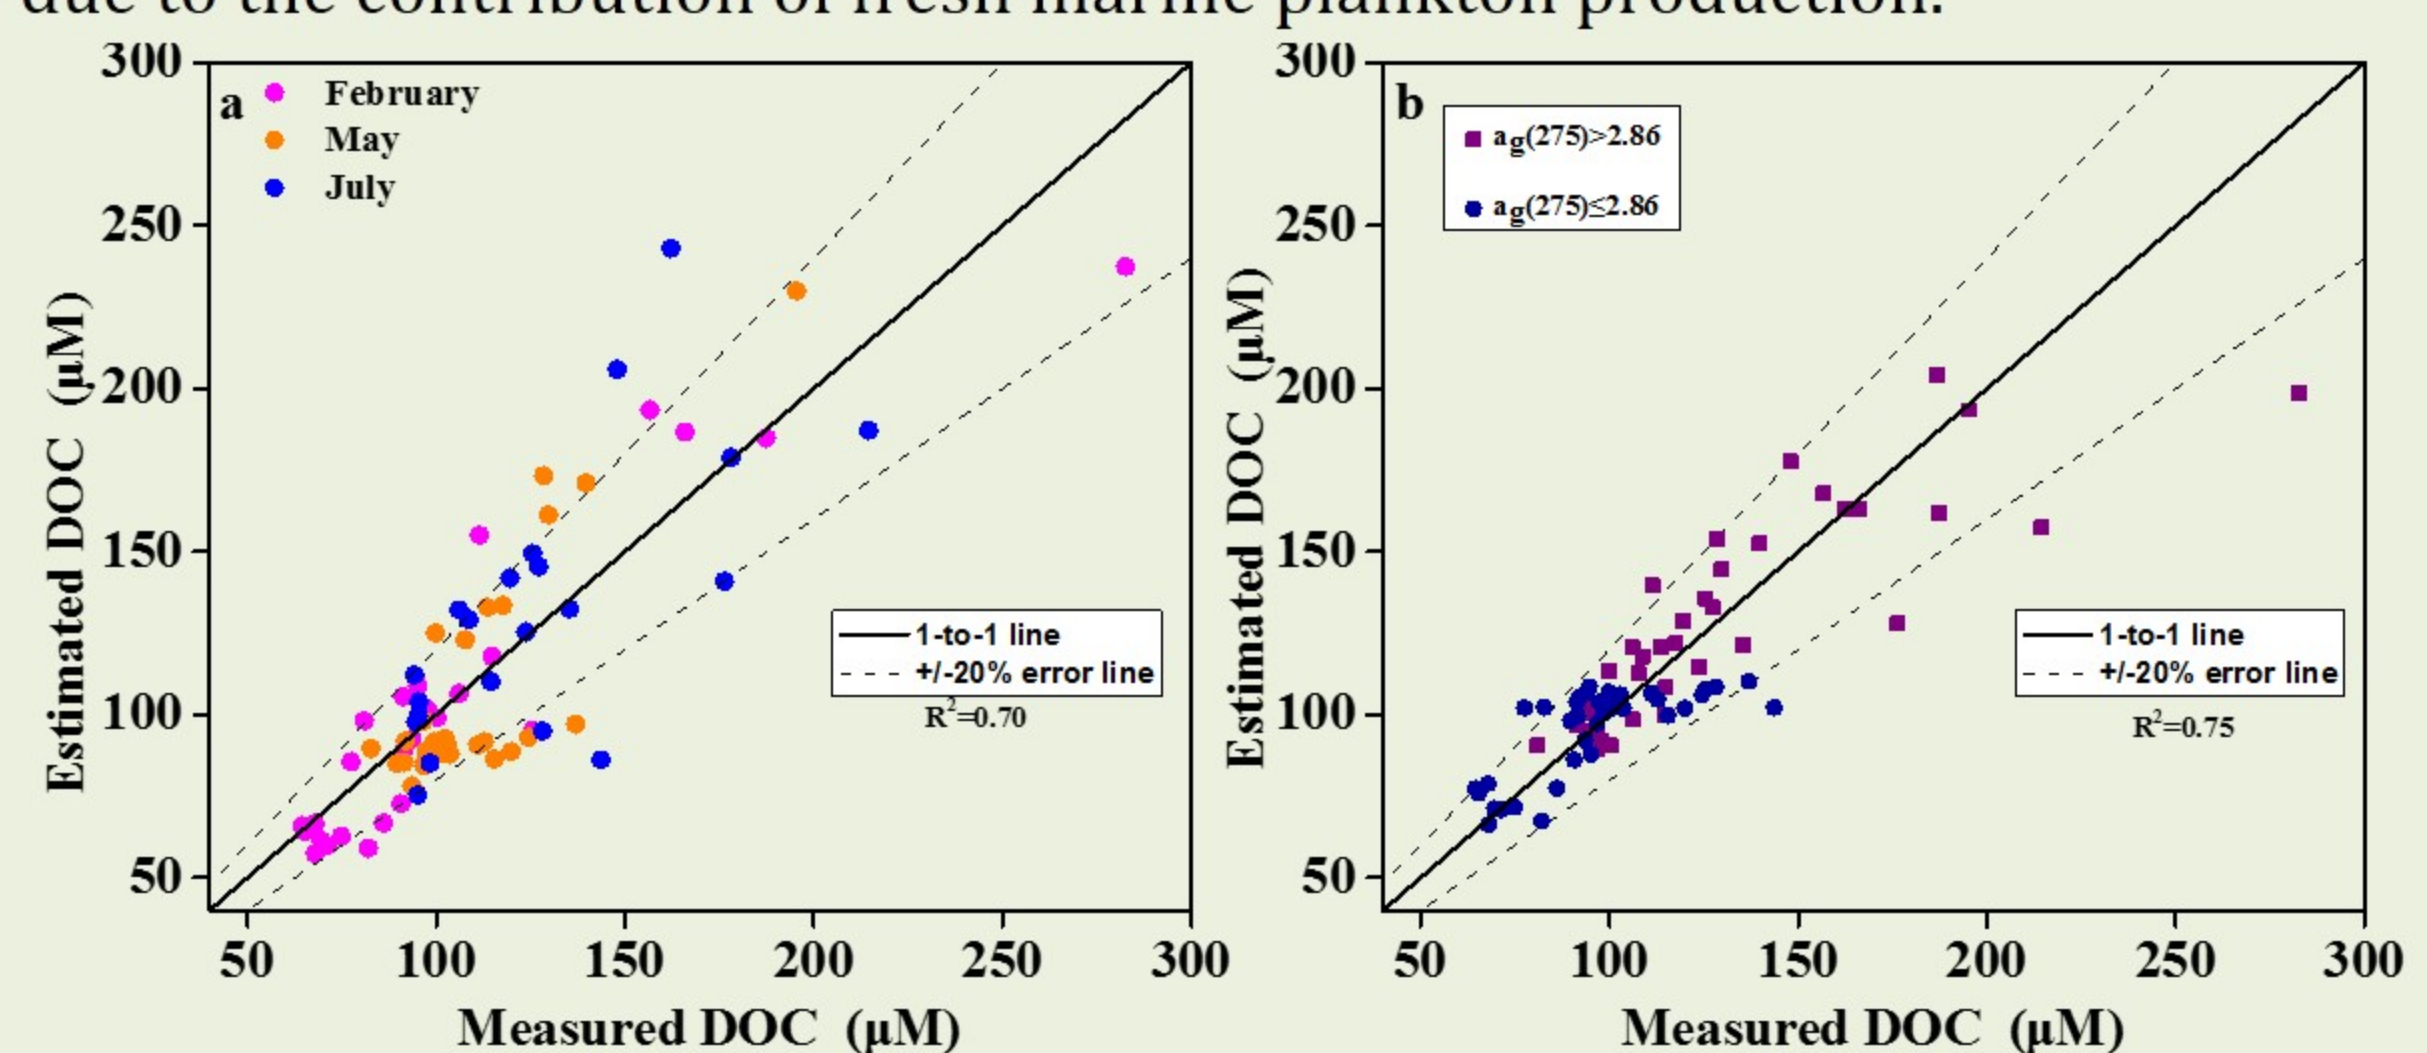 due to the contribution of fresh marine plankton production.
a
February
May
July
300
250
200
150
100
50
Estimated DOC (μM)
1-to-1 line
+/-20% error line
R²=0.70
50 100 150 200 250 300
Measured DOC (μM)
b
ag(275)>2.86
ag(275)≤2.86
300
250
200
150
100
50
Estimated DOC (μM)
1-to-1 line
+/-20% error line
R²=0.75
50 100 150 200 250 300
Measured DOC (μM)